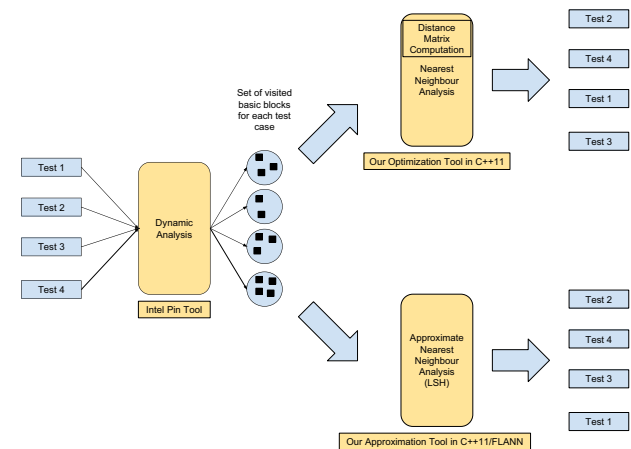 Test 1
Test 2
Test 3
Test 4
Dynamic
Analysis
Intel Pin Tool
Set of visited
basic blocks
for each test
case
Distance
Matrix
Computation
Nearest
Neighbour
Analysis
Our Optimization Tool in C++11
Test 2
Test 4
Test 1
Test 3
Approximate
Nearest
Neighbour
Analysis
(LSH)
Our Approximation Tool in C++11/FLANN
Test 2
Test 4
Test 3
Test 1